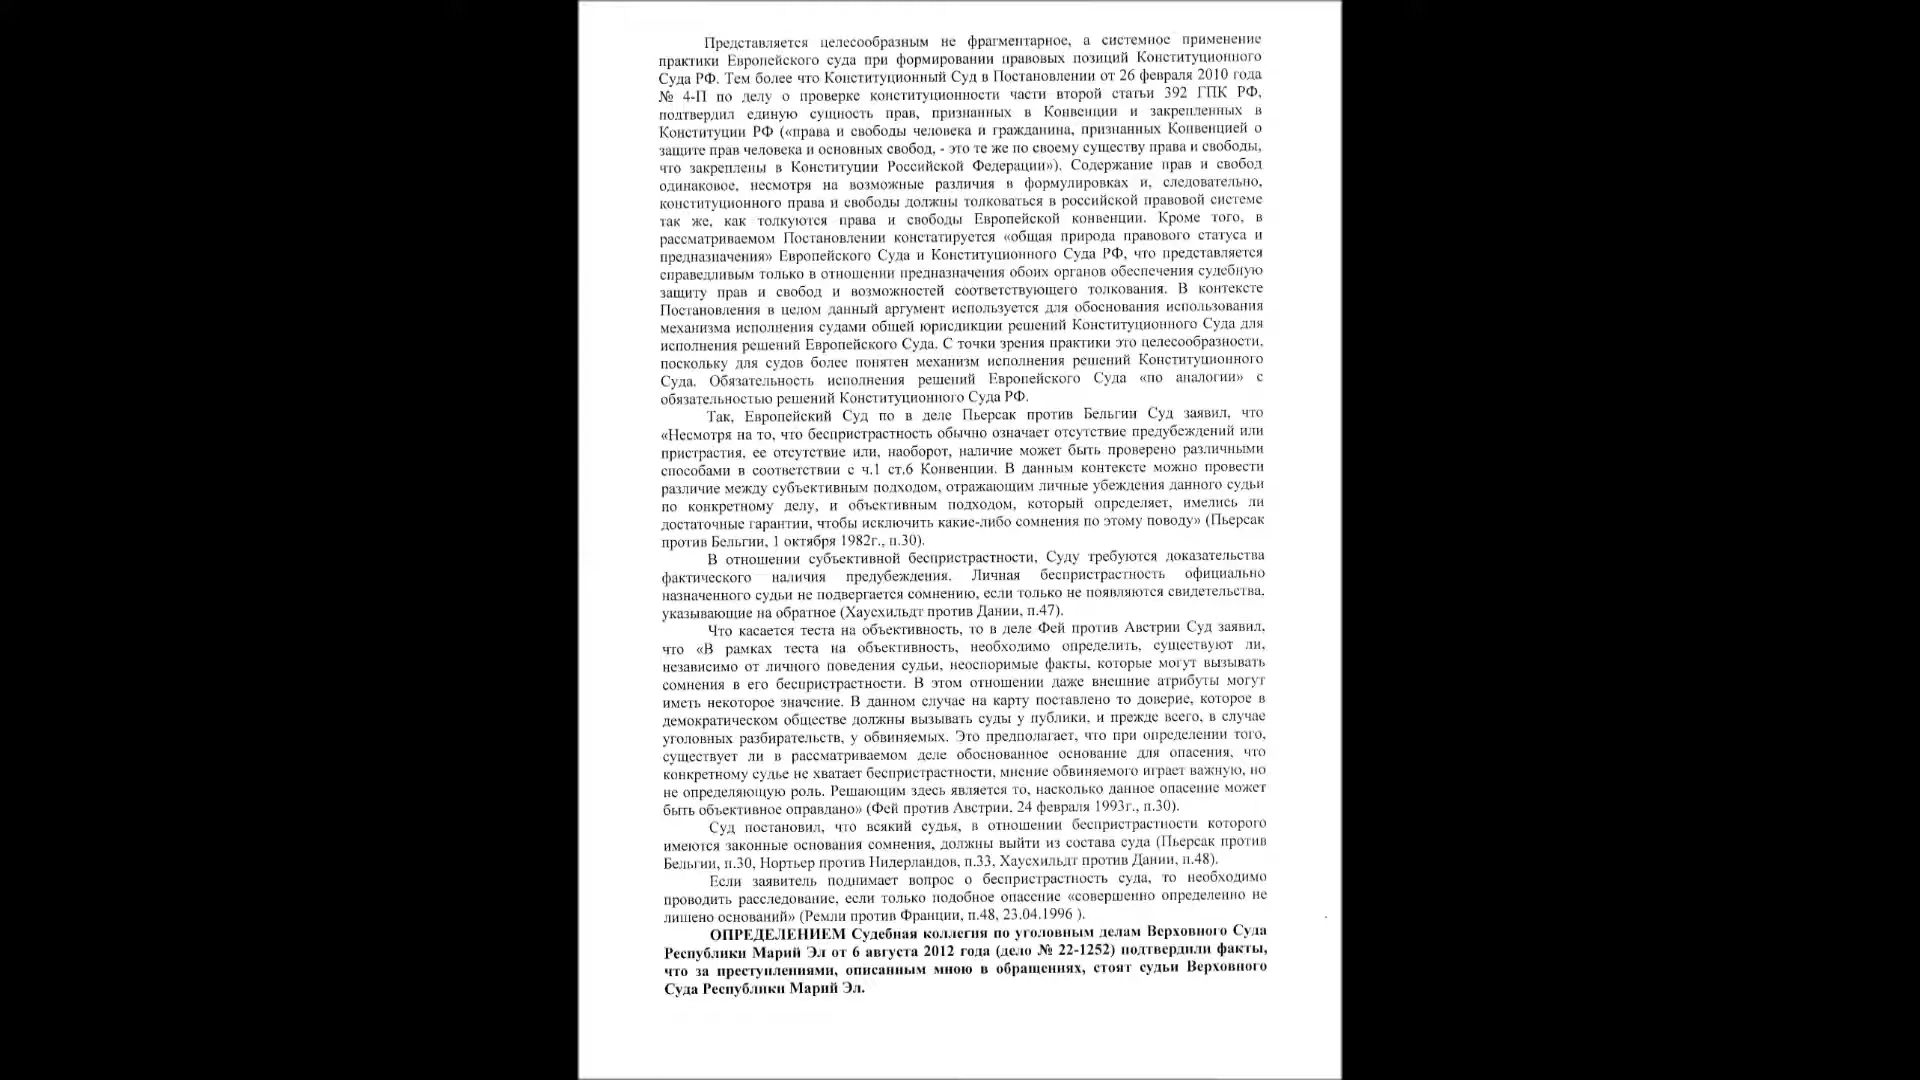 Представляется целесообразным не фрагментарное, а системное применение
практики Европейского суда при формировании правовых позиций Конституционного
Суда РФ. Тем более что Конституционный Суд в Постановлении от 26 февраля 2010 года
№ 4-П по делу о проверке конституционности части второй статьи 392 ГПК РФ,
подтвердил единую сущность прав, признанных в Конвенции и закрепленных в
Конституции РФ («права и свободы человека и гражданина, признанных Конвенцией о
защите прав человека и основных свобод, - это те же по своему существу права и свободы,
что закреплены в Конституции Российской Федерации»). Содержание прав и свобод
одинаковое, несмотря на возможные различия в формулировках и, следовательно,
конституционного права и свободы должны толковаться в российской правовой системе
так же, как толкуются права и свободы Европейской конвенции. Кроме того, в
рассматриваемом Постановлении констатируется «общая природа правового статуса и
предназначения» Европейского Суда и Конституционного Суда РФ, что представляется
справедливым только в отношении предназначения обоих органов обеспечения судебную
защиту прав и свобод и возможностей соответствующего толкования. В контексте
Постановления в целом данный аргумент используется для обоснования использования
механизма исполнения судами общей юрисдикции решений Конституционного Суда для
исполнения решений Европейского Суда. С точки зрения практики это целесообразности,
поскольку для судов более понятен механизм исполнения решений Конституционного
Суда. Обязательность исполнения решений Европейского Суда «по аналогии» с
обязательностью решений Конституционного Суда РФ.
Так, Европейский Суд по в деле Пьерсак против Бельгии Суд заявил, что
«Несмотря на то, что беспристрастность обычно означает отсутствие предубеждений или
пристрастия, ее отсутствие или, наоборот, наличие может быть проверено различными
способами в соответствии с ч.1 ст.6 Конвенции. В данным контексте можно провести
различие между субъективным подходом, отражающим личные убеждения данного судьи
по конкретному делу, и объективным подходом, который определяет, имелись ли
достаточные гарантии, чтобы исключить какие-либо сомнения по этому поводу» (Пьерсак
против Бельгии, 1 октября 1982г., п.30).
В отношении субъективной беспристрастности, Суду требуются доказательства
фактического наличия предубеждения. Личная беспристрастность официально
назначенного судьи не подвергается сомнению, если только не появляются свидетельства,
указывающие на обратное (Хаусхильдт против Дании, п.47).
Что касается теста на объективность, то в деле Фей против Австрии Суд заявил,
что «В рамках теста на объективность, необходимо определить, существуют ли,
независимо от личного поведения судьи, неоспоримые факты, которые могут вызывать
сомнения в его беспристрастности. В этом отношении даже внешние атрибуты могут
иметь некоторое значение. В данном случае на карту поставлено то доверие, которое в
демократическом обществе должны вызывать суды у публики, и прежде всего, в случае
уголовных разбирательств, у обвиняемых. Это предполагает, что при определении того,
существует ли в рассматриваемом деле обоснованное основание для опасения, что
конкретному судье не хватает беспристрастности, мнение обвиняемого играет важную, но
не определяющую роль. Решающим здесь является то, насколько данное опасение может
быть объективное оправдано» (Фей против Австрии, 24 февраля 1993г., п.30).
Суд постановил, что всякий судья, в отношении беспристрастности которого
имеются законные основания сомнения, должны выйти из состава суда (Пьерсак против
Бельгии, п.30, Нортьер против Нидерландов, п.33, Хаусхильдт против Дании, п.48).
Если заявитель поднимает вопрос о беспристрастность суда, то необходимо
проводить расследование, если только подобное опасение «совершенно определенно не
лишено оснований» (Ремли против Франции, п.48, 23.04.1996 ).
ОПРЕДЕЛЕНИЕМ Судебная коллегия по уголовным делам Верховного Суда
Республики Марий Эл от 6 августа 2012 года (дело № 22-1252) подтвердили факты,
что за преступлениями, описанным мною в обращениях, стоят судьи Верховного
Суда Республики Марий Эл.